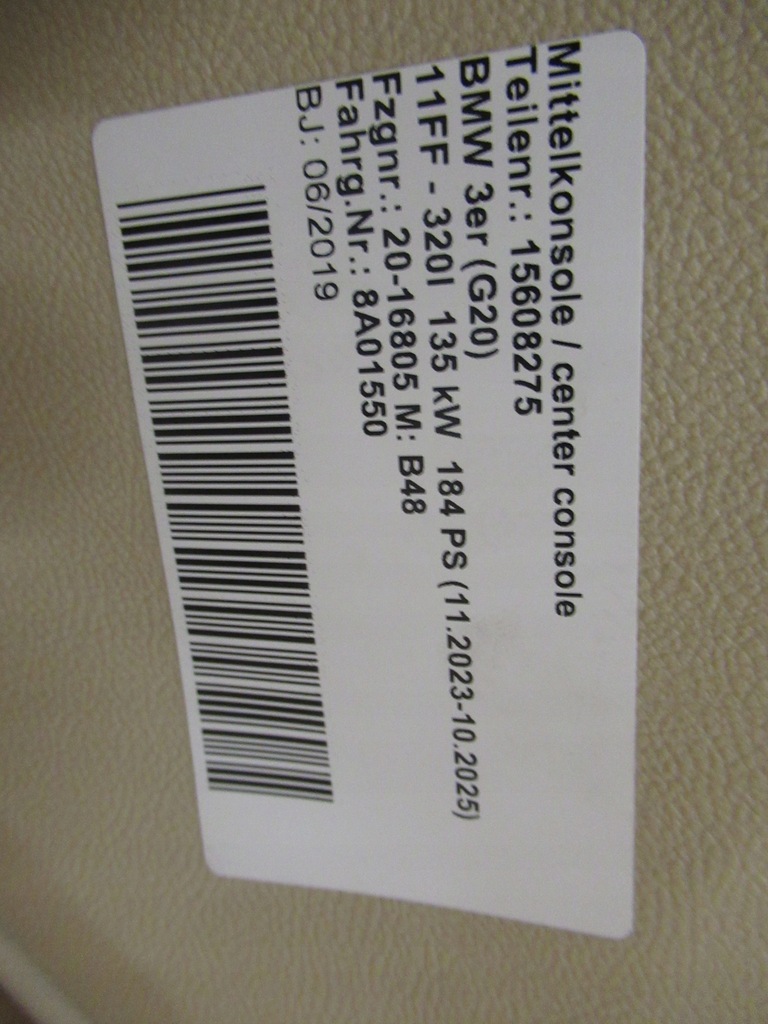 Mittelkonsole / center console
Teilenr.: 15608275
BMW 3er (G20)
11FF - 320I 135 kW 184 PS (11.2023-10.2025)
Fzgnr.: 20-16805 M: B48
Fahrg.Nr.: 8A01550
BJ: 06/2019